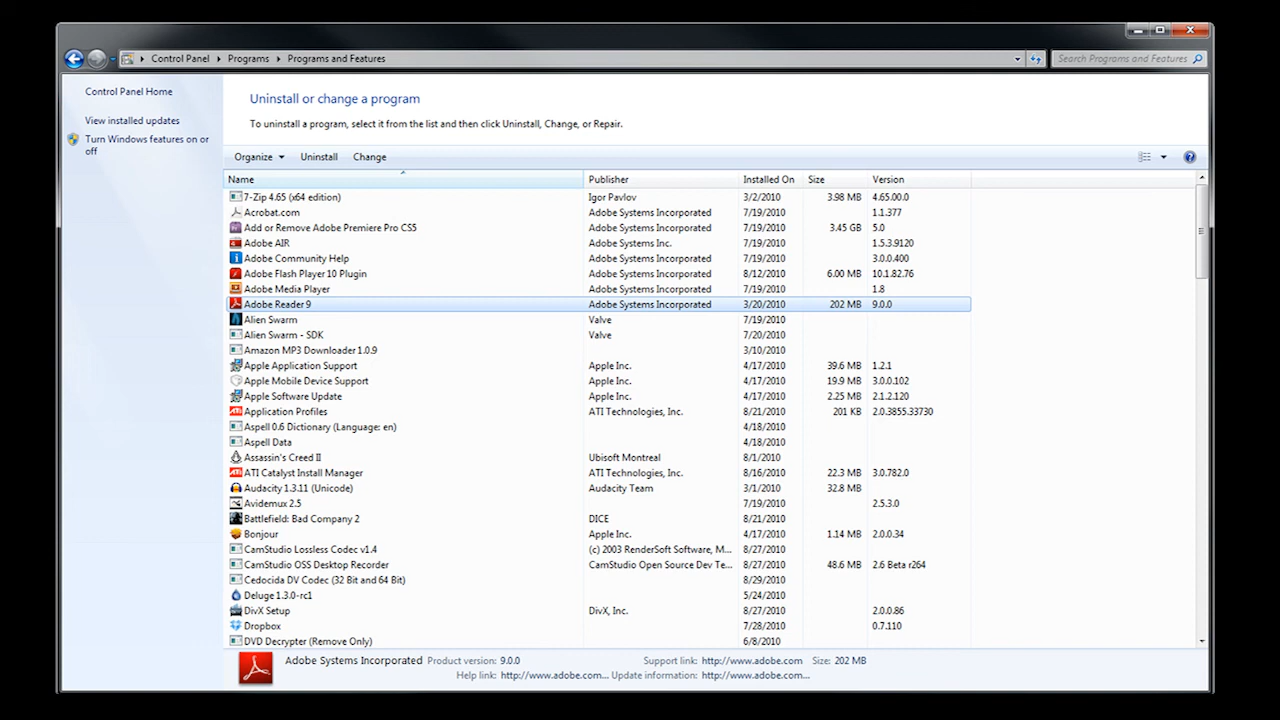 Control Panel Programs Programs and Features Search Programs and Features
Control Panel Home
View installed updates
Turn Windows features on or
off
Uninstall or change a program
To uninstall a program, select it from the list and then click Uninstall, Change, or Repair.
Organize Uninstall Change
Name Publisher Installed On Size Version
7-Zip 4.65 (x64 edition) Igor Pavlov 3/2/2010 3.98 MB 4.65.00.0
Acrobat.com Adobe Systems Incorporated 7/19/2010 1.1.377
Add or Remove Adobe Premiere Pro CS5 Adobe Systems Incorporated 7/19/2010 3.45 GB 5.0
Adobe AIR Adobe Systems Inc. 7/19/2010 1.5.3.9120
Adobe Community Help Adobe Systems Incorporated 7/19/2010 3.0.0.400
Adobe Flash Player 10 Plugin Adobe Systems Incorporated 8/12/2010 6.00 MB 10.1.82.76
Adobe Media Player Adobe Systems Incorporated 7/19/2010 1.8
Adobe Reader 9 Adobe Systems Incorporated 3/20/2010 202 MB 9.0.0
Alien Swarm Valve 7/19/2010
Alien Swarm - SDK Valve 7/20/2010
Amazon MP3 Downloader 1.0.9 3/10/2010
Apple Application Support Apple Inc. 4/17/2010 39.6 MB 1.2.1
Apple Mobile Device Support Apple Inc. 4/17/2010 19.9 MB 3.0.0.102
Apple Software Update Apple Inc. 4/17/2010 2.25 MB 2.1.2.120
Application Profiles ATI Technologies, Inc. 8/21/2010 201 KB 2.0.3855.33730
Aspell 0.6 Dictionary (Language: en) 4/18/2010
Aspell Data 4/18/2010
Assassin's Creed II Ubisoft Montreal 8/1/2010
ATI Catalyst Install Manager ATI Technologies, Inc. 8/16/2010 22.3 MB 3.0.782.0
Audacity 1.3.11 (Unicode) Audacity Team 3/1/2010 32.8 MB
Avidemux 2.5 7/19/2010 2.5.3.0
Battlefield: Bad Company 2 DICE 8/21/2010
Bonjour Apple Inc. 4/17/2010 1.14 MB 2.0.0.34
CamStudio Lossless Codec v1.4 (c) 2003 RenderSoft Software, M... 8/27/2010
CamStudio OSS Desktop Recorder CamStudio Open Source Dev Te... 8/27/2010 48.6 MB 2.6 Beta r264
Cedocida DV Codec (32 Bit and 64 Bit) 8/29/2010
Deluge 1.3.0-rc1 5/24/2010
DivX Setup DivX, Inc. 8/27/2010 2.0.0.86
Dropbox 7/28/2010 0.7.110
DVD Decrypter (Remove Only) 6/8/2010
Adobe Systems Incorporated Product version: 9.0.0 Support link: http://www.adobe.com Size: 202 MB
Help link: http://www.adobe.com... Update information: http://www.adobe.com...